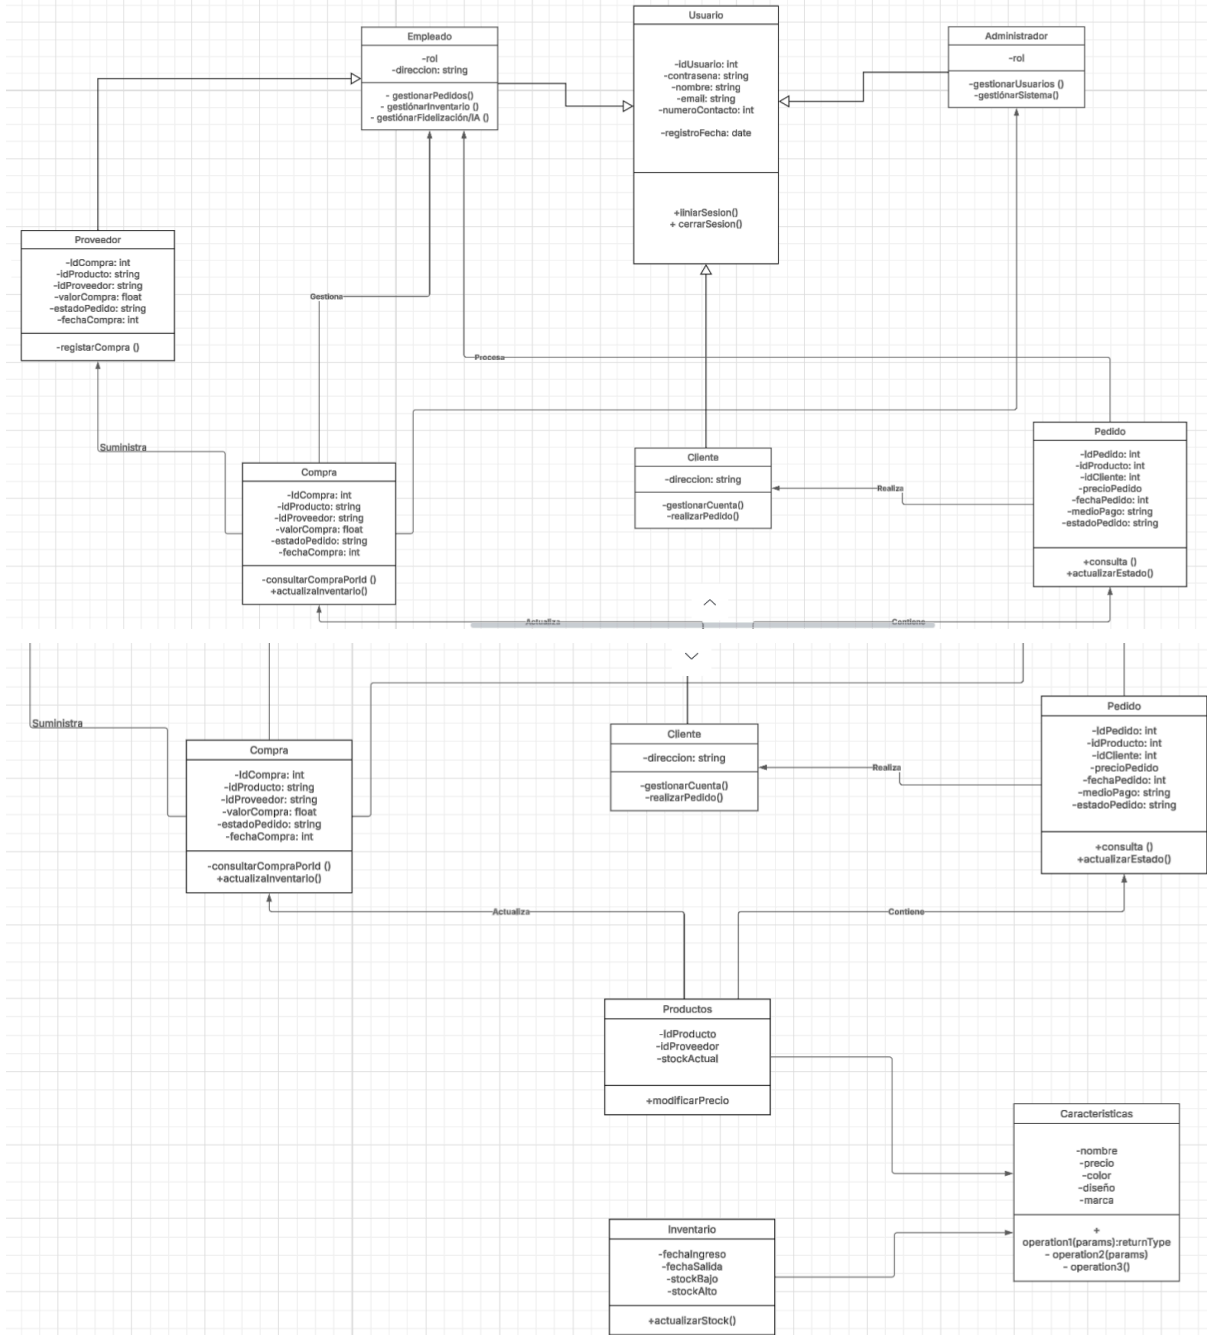 Usuario
-idUsuario: int
-contrasena: string
-nombre: string
-email: string
-numeroContacto: int
-registroFecha: date
+iiniarSesion()
+ cerrarSesion()
Empleado
-rol
-direccion: string
- gestionarPedidos()
- gestiónarInventario ()
- gestiónarFidelización/IA ()
Administrador
-rol
-gestionarUsuarios ()
-gestiónarSistema()
Proveedor
-IdCompra: int
-idProducto: string
-idProveedor: string
-valorCompra: float
-estadoPedido: string
-fechaCompra: int
-registarCompra ()
Gestiona
Procesa
Suministra
Compra
-IdCompra: int
-idProducto: string
-idProveedor: string
-valorCompra: float
-estadoPedido: string
-fechaCompra: int
-consultarCompraPorId ()
+actualizaInventario()
Cliente
-direccion: string
-gestionarCuenta()
-realizarPedido()
Realiza
Pedido
-IdPedido: int
-idProducto: int
-idCliente: int
-precioPedido
-fechaPedido: int
-medioPago: string
-estadoPedido: string
+consulta ()
+actualizarEstado()
Actualiza
Contiene
Suministra
Compra
-IdCompra: int
-idProducto: string
-idProveedor: string
-valorCompra: float
-estadoPedido: string
-fechaCompra: int
-consultarCompraPorId ()
+actualizaInventario()
Cliente
-direccion: string
-gestionarCuenta()
-realizarPedido()
Realiza
Pedido
-IdPedido: int
-idProducto: int
-idCliente: int
-precioPedido
-fechaPedido: int
-medioPago: string
-estadoPedido: string
+consulta ()
+actualizarEstado()
Actualiza
Contiene
Productos
-IdProducto
-idProveedor
-stockActual
+modificarPrecio
Caracteristicas
-nombre
-precio
-color
-diseño
-marca
+
operation1(params):returnType
- operation2(params)
- operation3()
Inventario
-fechaIngreso
-fechaSalida
-stockBajo
-stockAlto
+actualizarStock()